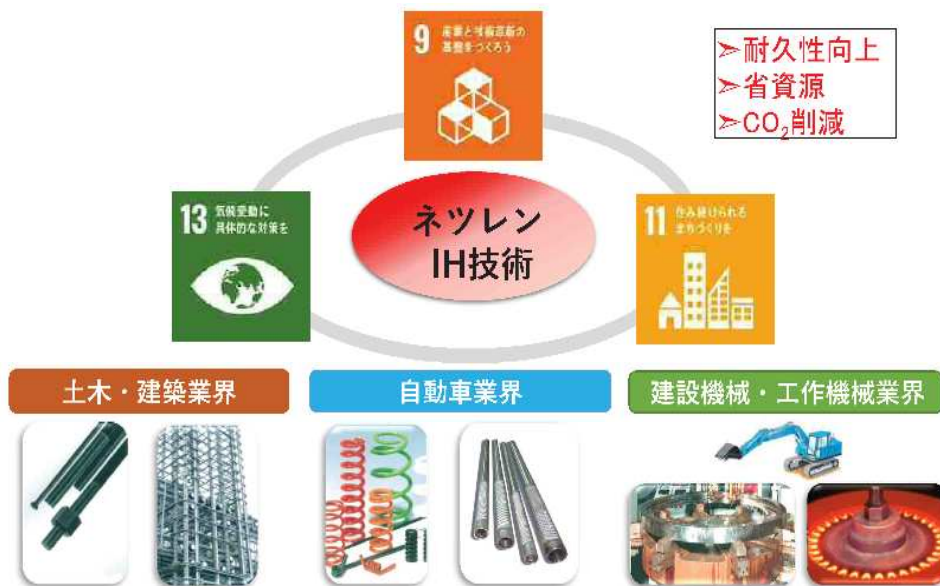 9 産業と技術革新の
基盤をつくろう
➢耐久性向上
➢省資源
➢CO₂削減
13 気候変動に
具体的な対策を
ネツレン
IH技術
11 住み続けられる
まちづくりを
土木・建築業界
自動車業界
建設機械・工作機械業界